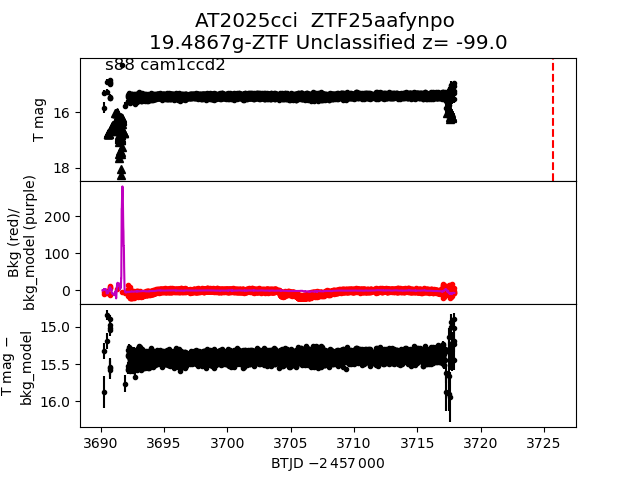 AT2025cci  ZTF25aafynpo
19.4867g-ZTF Unclassified z= -99.0
s88 cam1ccd2
T mag
16
18
Bkg (red)/
bkg_model (purple)
200
100
0
T mag −
bkg_model
15.0
15.5
16.0
3690 3695 3700 3705 3710 3715 3720 3725
BTJD −2 457 000